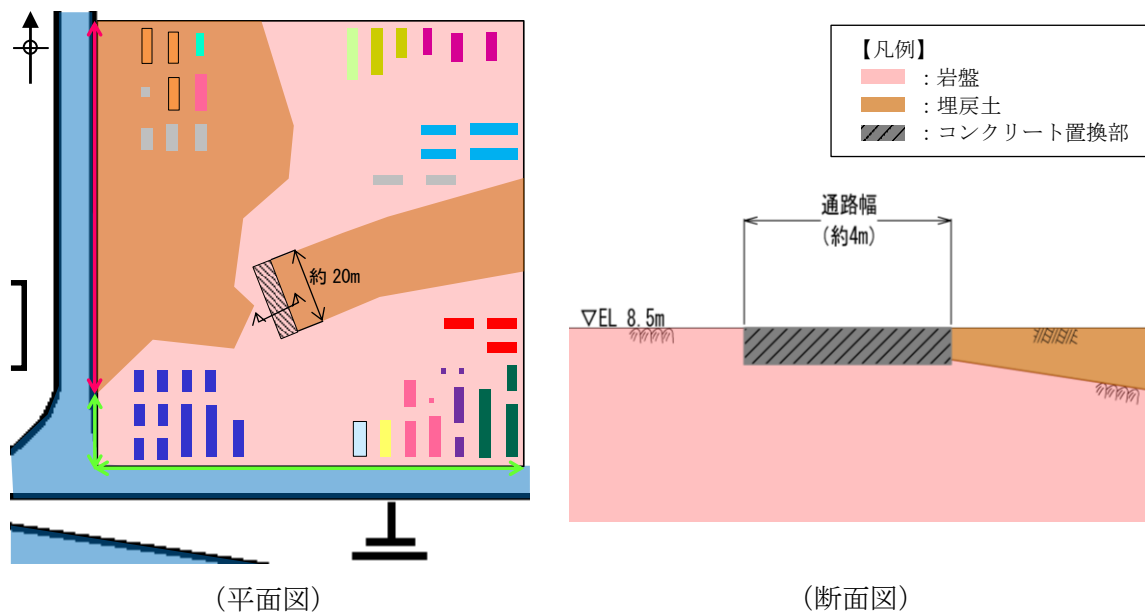 約 20m
(平面図)
【凡例】
：岩盤
：埋戻土
：コンクリート置換部
通路幅
(約4m)
▽EL 8.5m
(断面図)